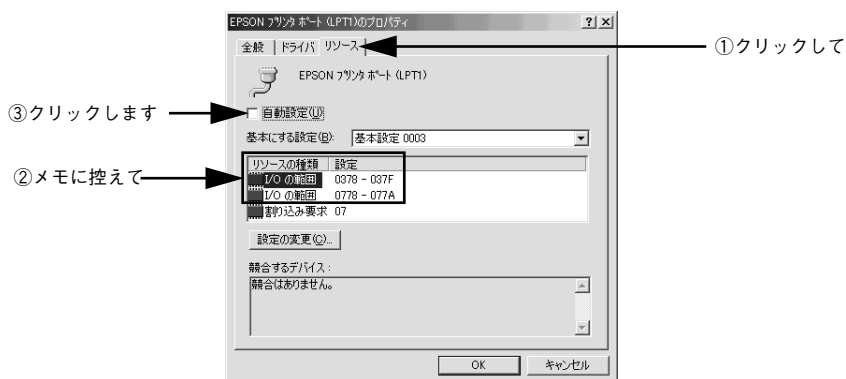 EPSON プリンタ ポート (LPT1)のプロパティ
全般 ドライバ リソース
①クリックして
EPSON プリンタ ポート (LPT1)
③クリックします
自動設定(U)
基本にする設定(B): 基本設定 0003
リソースの種類 設定
②メモに控えて
I/O の範囲 0378 - 037F
I/O の範囲 0778 - 077A
割り込み要求 07
設定の変更(C)...
競合するデバイス :
競合はありません。
OK キャンセル